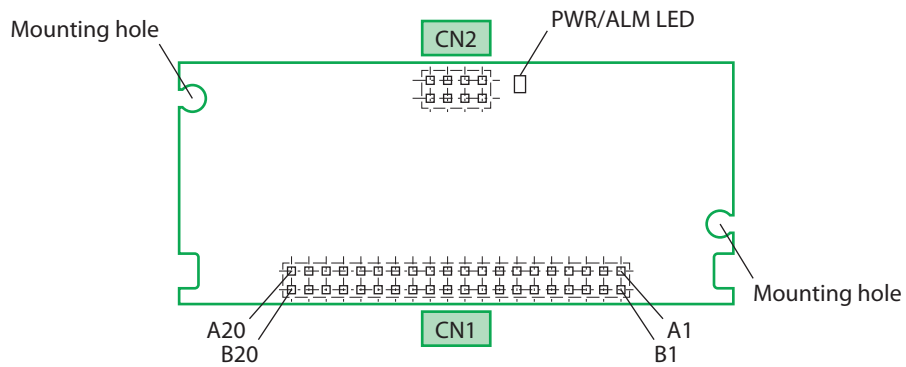 PWR/ALM LED
Mounting hole
CN2
Mounting hole
A20
CN1
A1
B20
B1